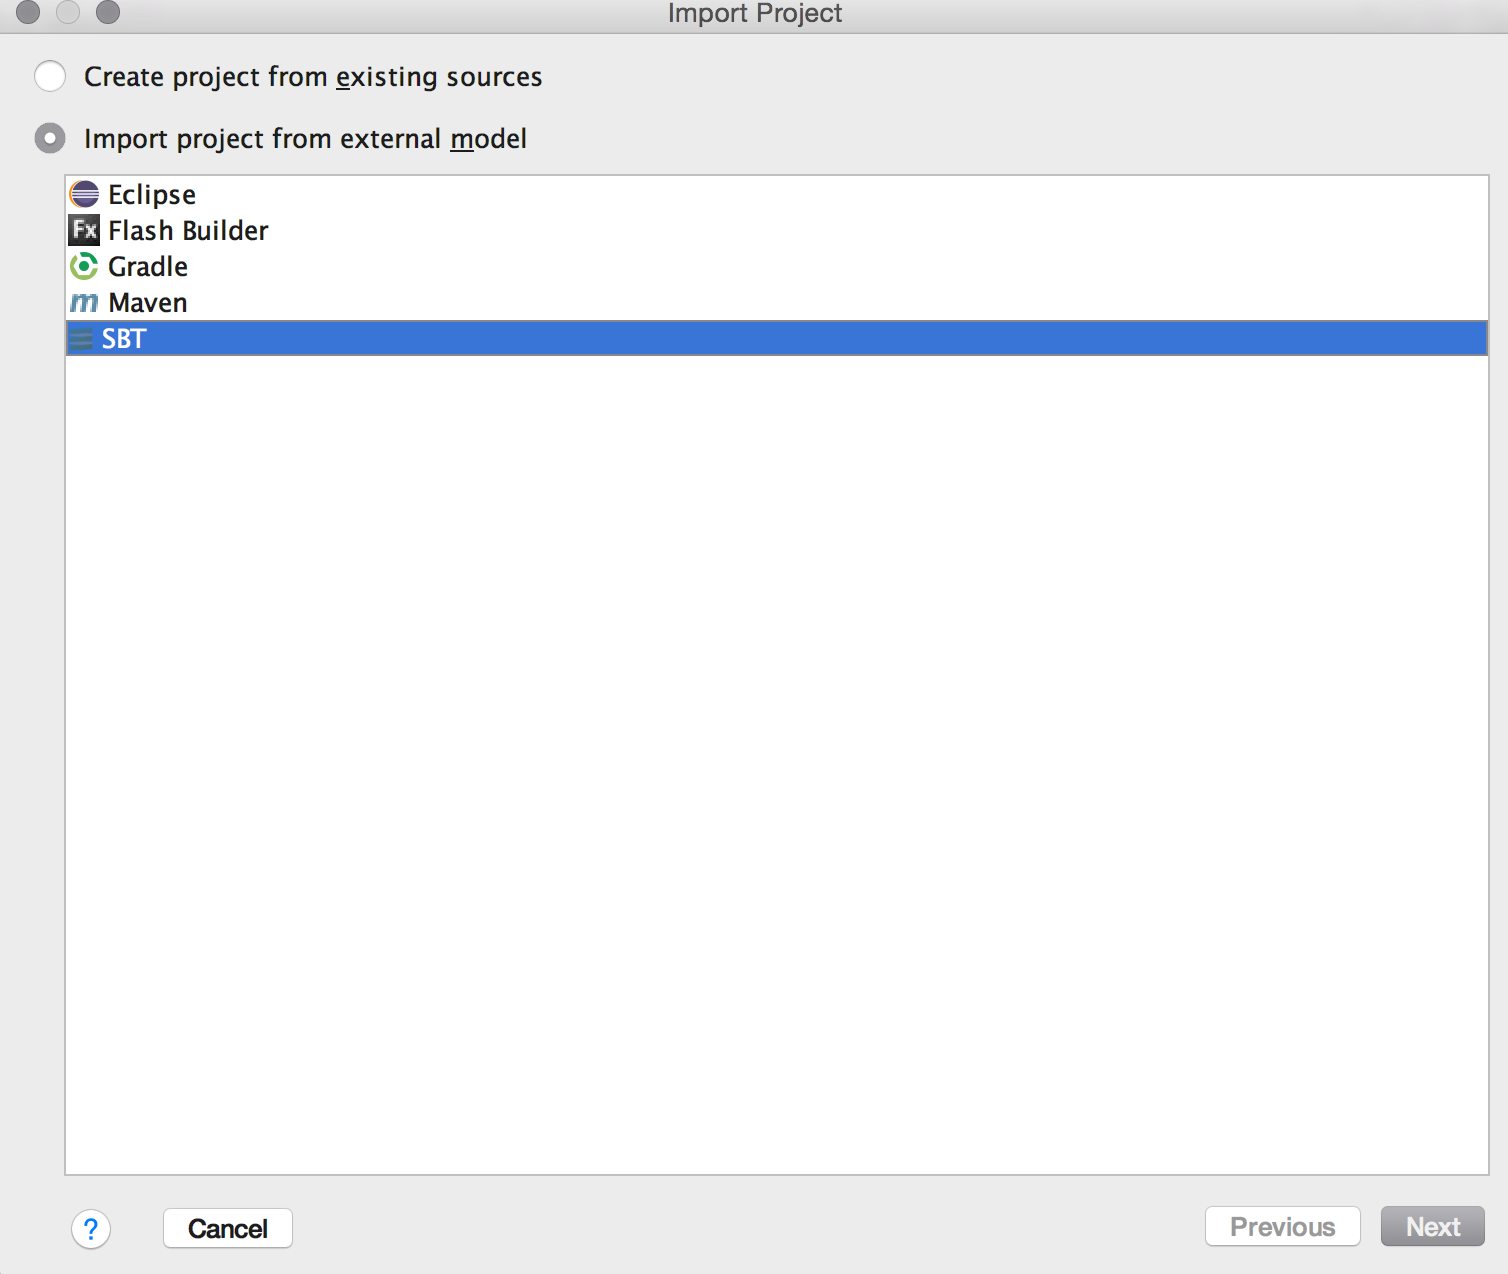 Import Project
Create project from existing sources
Import project from external model
Eclipse
Fx Flash Builder
Gradle
m Maven
SBT
? Cancel Previous Next